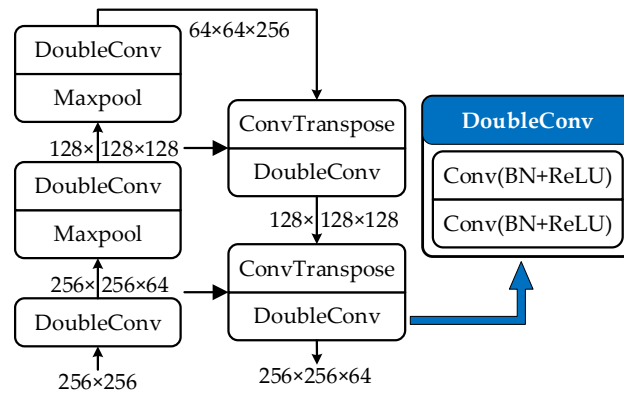 DoubleConv
Maxpool
64×64×256
128× 128×128
DoubleConv
Maxpool
256× 256×64
DoubleConv
256×256
ConvTranspose
DoubleConv
128× 128×128
ConvTranspose
DoubleConv
256×256×64
DoubleConv
Conv(BN+ReLU)
Conv(BN+ReLU)